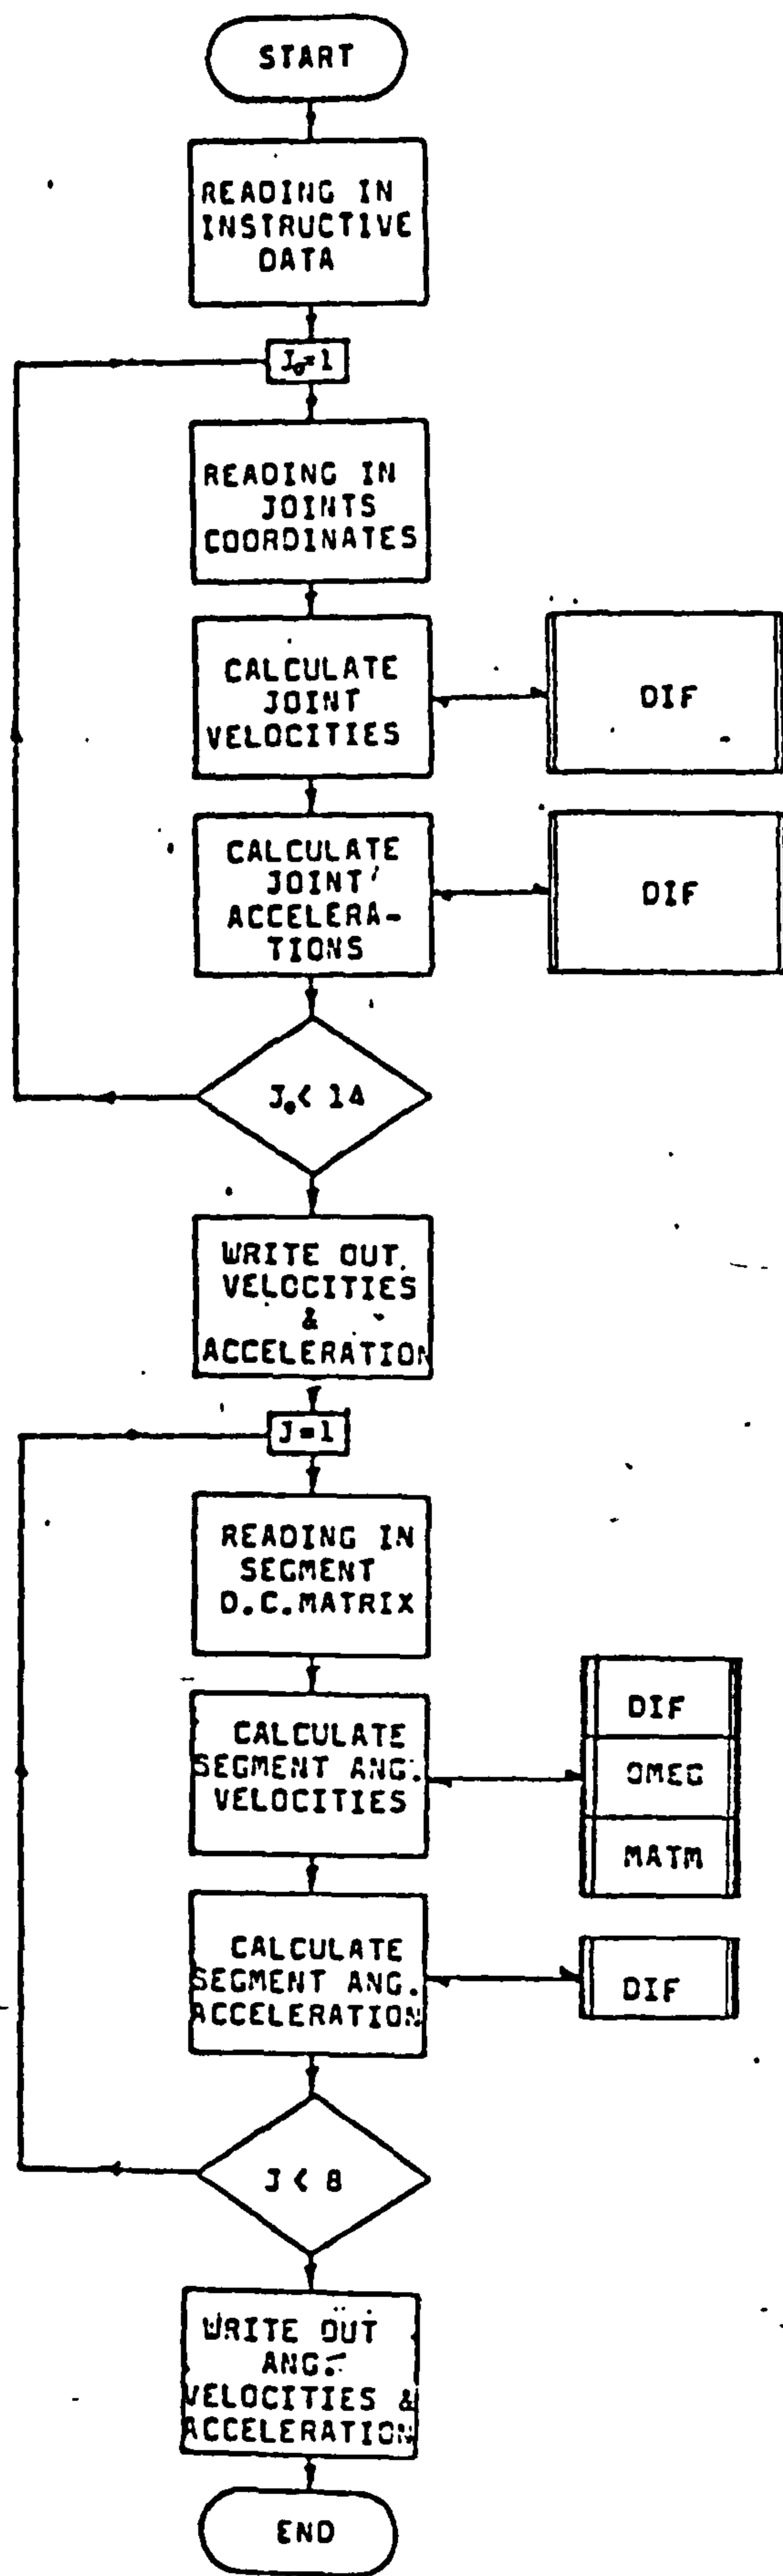 START
READING IN
INSTRUCTIVE
DATA
J₀=1
READING IN
JOINTS
COORDINATES
CALCULATE
JOINT
VELOCITIES
DIF
CALCULATE
JOINT
ACCELERA-
TIONS
DIF
J₀< 14
WRITE OUT
VELOCITIES
&
ACCELERATION
J=1
READING IN
SEGMENT
D.C.MATRIX
CALCULATE
SEGMENT ANG.
VELOCITIES
DIF
OMEG
MATM
CALCULATE
SEGMENT ANG.
ACCELERATION
DIF
J < 8
WRITE OUT
ANG.
VELOCITIES &
ACCELERATION
END